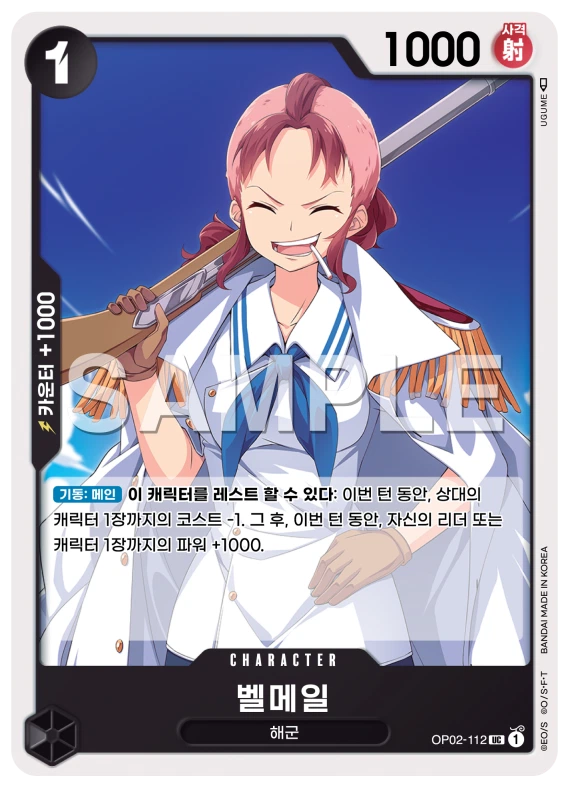 1
1000
사격
射
UGUME
⚡카운터 +1000
SAMPLE
기동: 메인 이 캐릭터를 레스트 할 수 있다: 이번 턴 동안, 상대의
캐릭터 1장까지의 코스트 -1. 그 후, 이번 턴 동안, 자신의 리더 또는
캐릭터 1장까지의 파워 +1000.
BANDAI MADE IN KOREA
©EO/S ©O/S·F·T
CHARACTER
벨메일
해군
OP02-112 UC 1